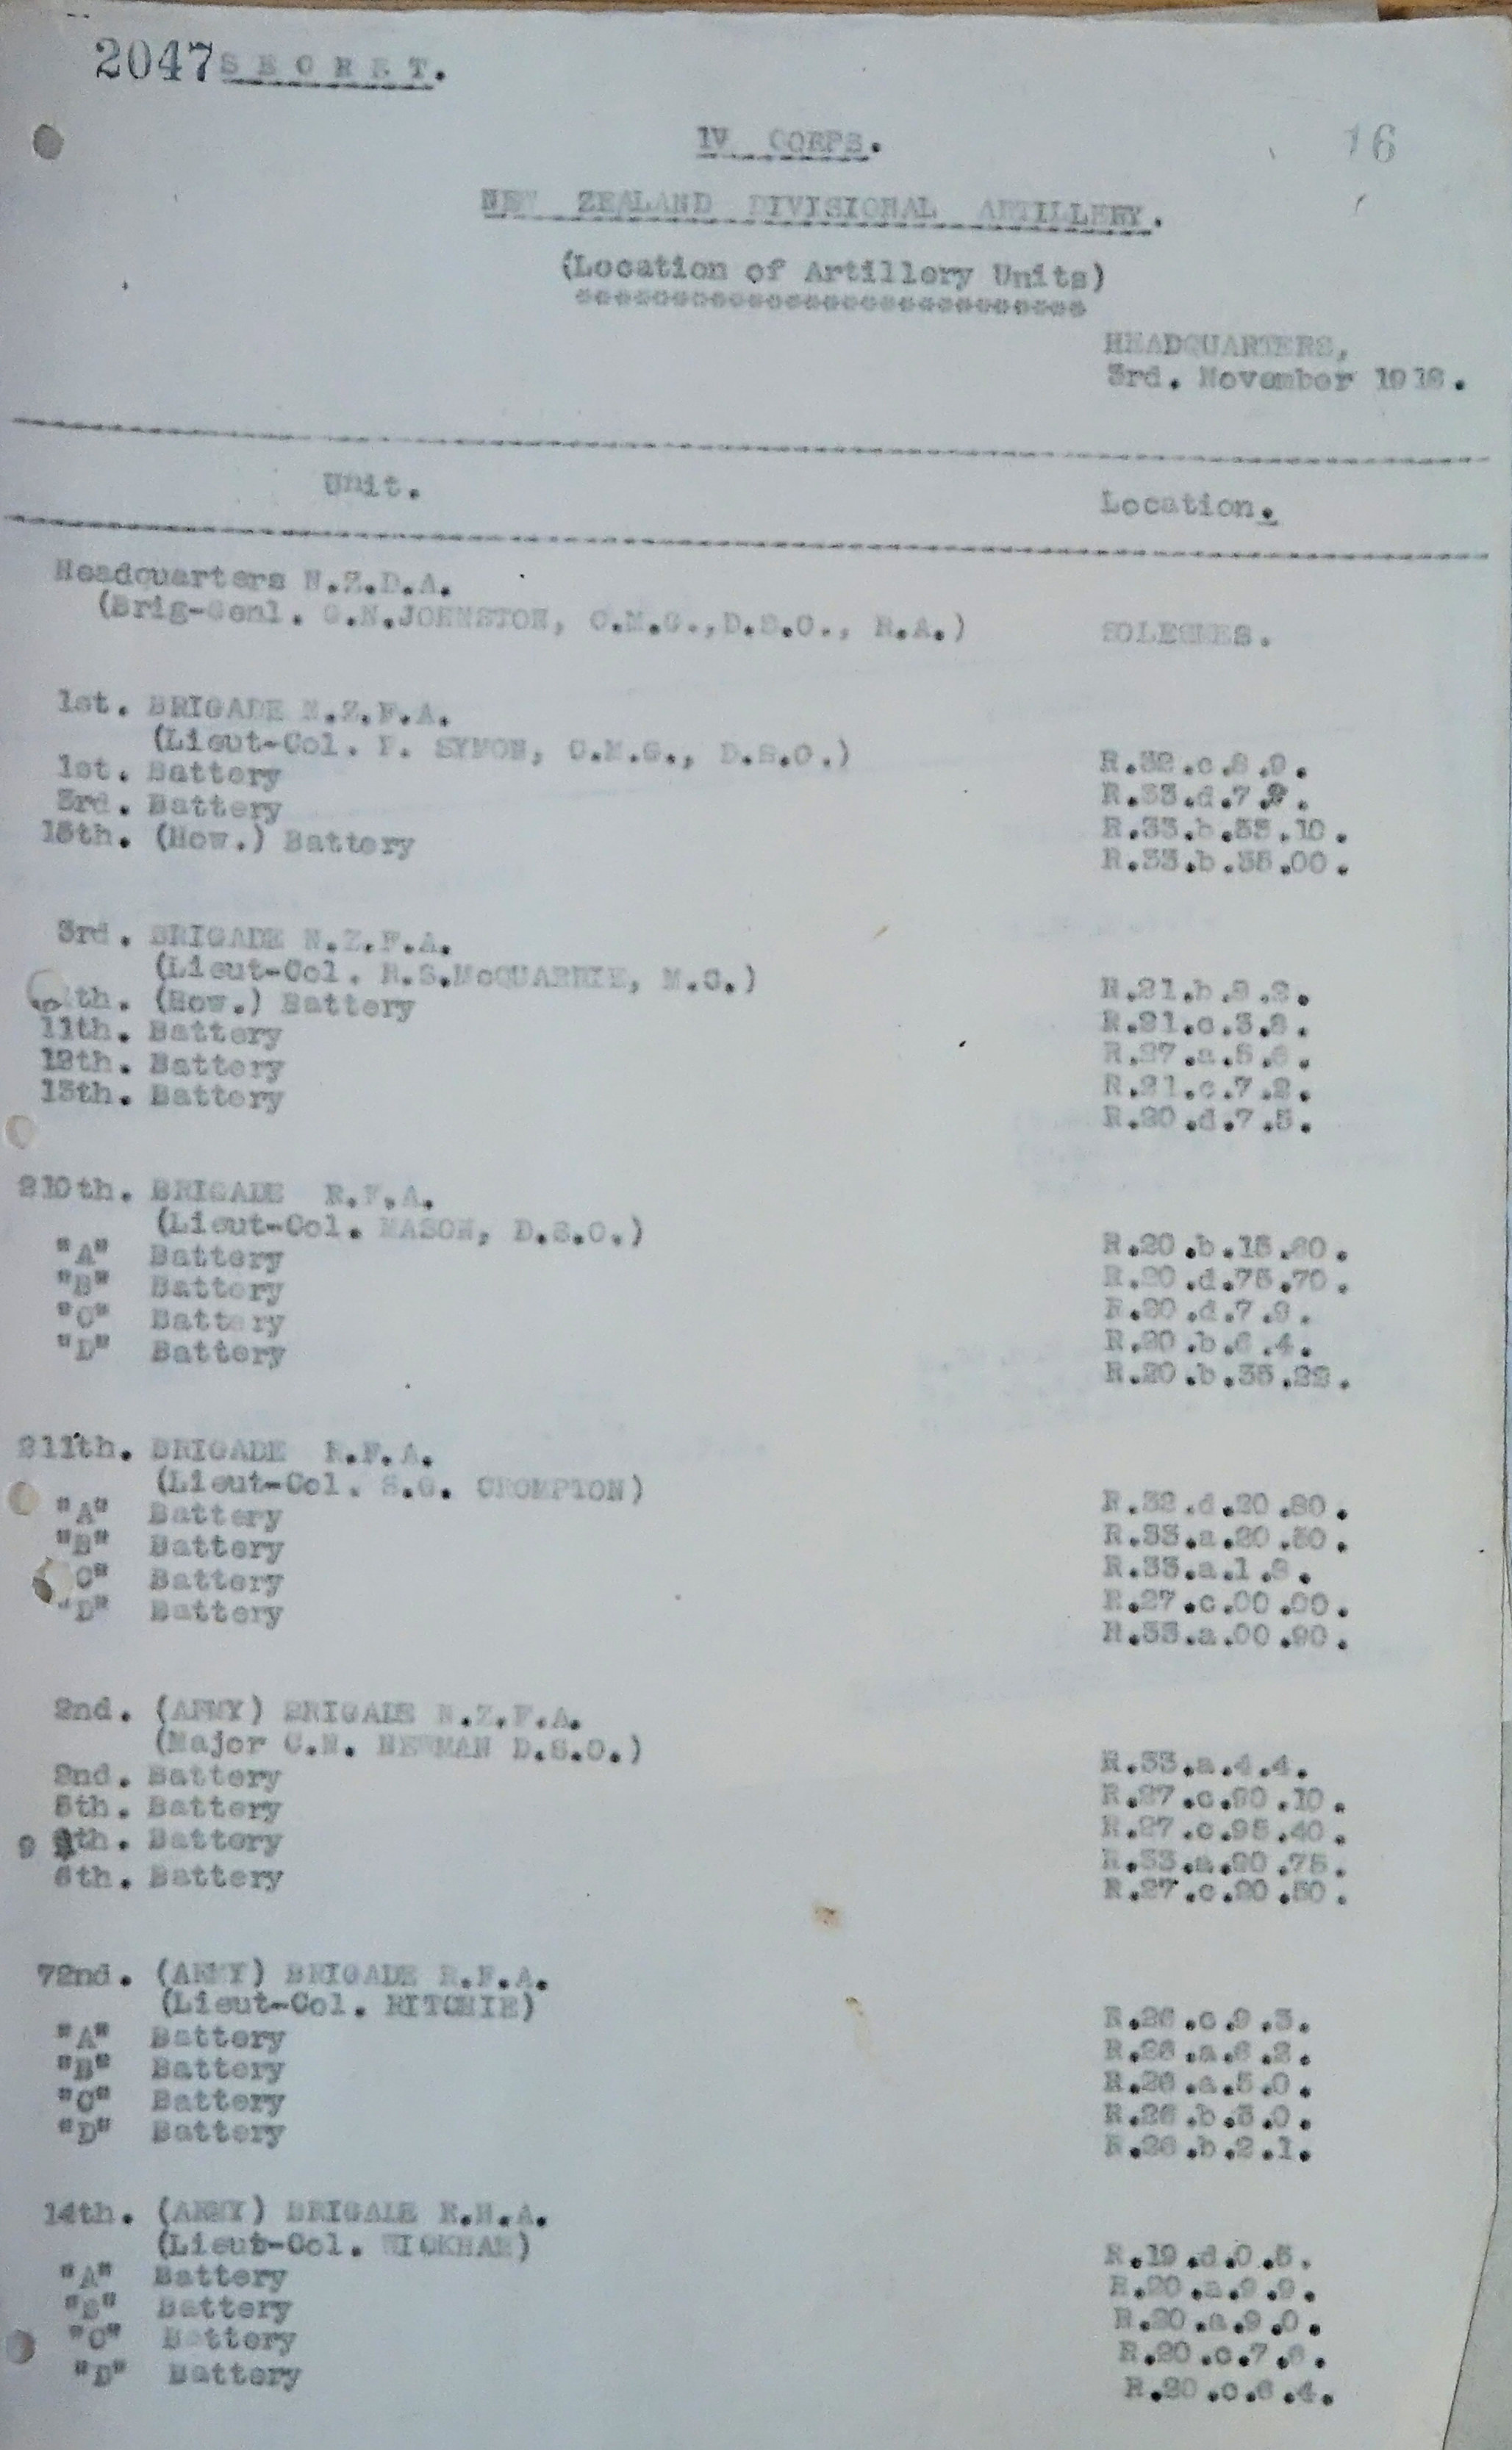 2047 SECRET.
16
IV CORPS.
NEW ZEALAND DIVISIONAL ARTILLERY.
(Location of Artillery Units)
HEADQUARTERS,
3rd. November 1918.
Unit. Location.
Headquarters N.Z.D.A.
(Brig-Genl. G.N.JOHNSTON, C.M.G.,D.S.O., R.A.) SOLESMES.
1st. BRIGADE N.Z.F.A.
(Lieut-Col. F. SYMON, C.M.G., D.S.O.) R.32.c.8.9.
1st. Battery R.33.d.7.
3rd. Battery R.33.b.55.10.
15th. (How.) Battery R.33.b.35.00.
3rd. BRIGADE N.Z.F.A.
(Lieut-Col. R.S.McQUARRIE, M.C.) R.21.b.
th. (How.) Battery R.21.c.3.
11th. Battery R.27.a.5.
12th. Battery R.21.c.7.2.
13th. Battery R.20.d.7.5.
210th. BRIGADE R.F.A.
(Lieut-Col. MASON, D.S.O.) R.20.b.15.
"A" Battery R.20.d.75.70.
"B" Battery R.20.d.7.9.
"C" Battery R.20.b.6.4.
"D" Battery R.20.b.35.22.
211th. BRIGADE R.F.A.
(Lieut-Col. S.G. CROMPTON) R.32.d.20.80.
"A" Battery R.33.a.20.50.
"B" Battery R.33.a.1.
"C" Battery R.27.c.00.00.
"D" Battery R.33.a.00.90.
2nd. (ARMY) BRIGADE N.Z.F.A.
(Major C.N. NEWMAN D.S.O.) R.33.a.4.4.
2nd. Battery R.27.c.90.10.
5th. Battery R.27.c.95.40.
9 th. Battery R.33.a.90.75.
6th. Battery R.27.c.20.50.
72nd. (ARMY) BRIGADE R.F.A.
(Lieut-Col. RITCHIE) R.26.c.9.3.
"A" Battery R.26.a.6.2.
"B" Battery R.26.a.5.0.
"C" Battery R.26.b.3.0.
"D" Battery R.26.b.2.1.
14th. (ARMY) BRIGADE R.H.A.
(Lieut-Col. WICKHAM) R.19.d.0.5.
"A" Battery R.20.a.9.9.
"B" Battery R.20.a.9.0.
"C" Battery R.20.c.7.
"D" Battery R.20.c.6.4.